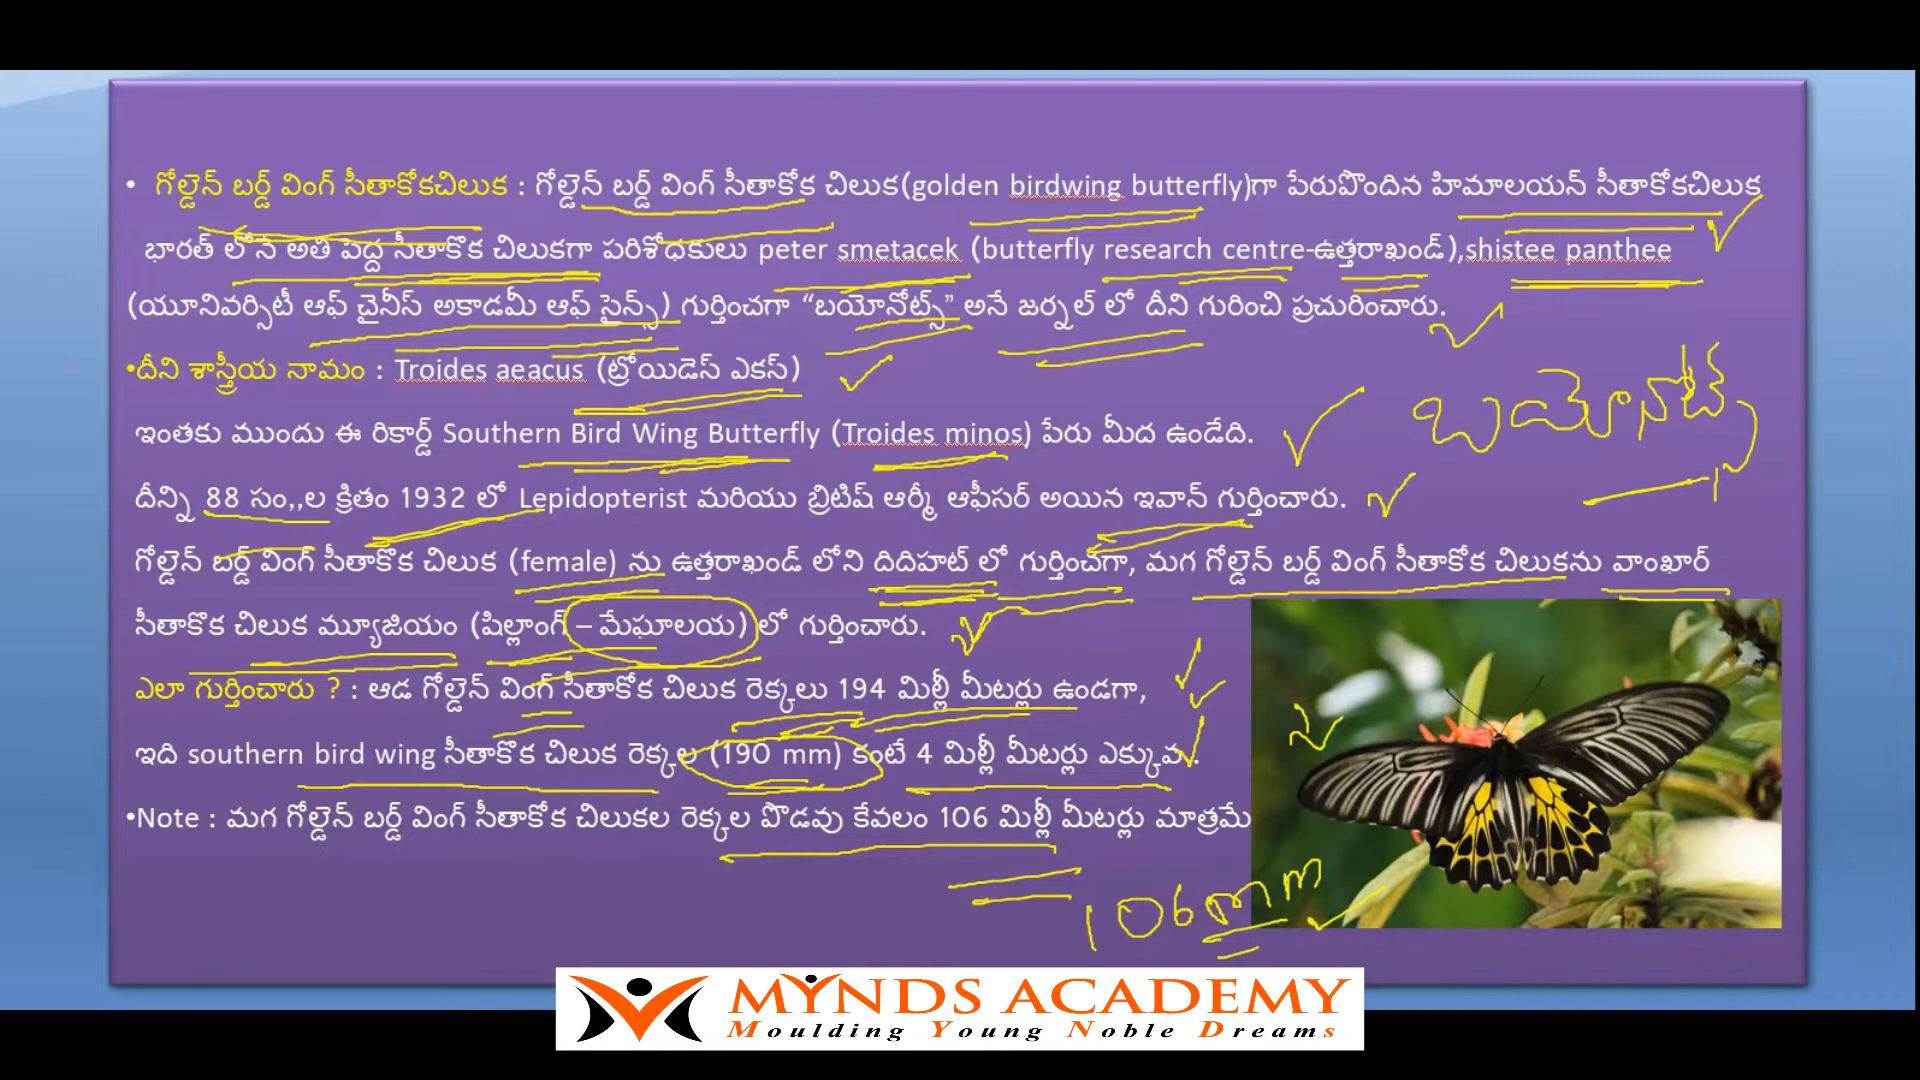 • గోల్డెన్ బర్డ్ వింగ్ సీతాకోకచిలుక : గోల్డెన్ బర్డ్ వింగ్ సీతాకోక చిలుక(golden birdwing butterfly)గా పేరుపొందిన హిమాలయన్ సీతాకోకచిలుక
భారత్ లోనే అతి పెద్ద సీతాకొక చిలుకగా పరిశోధకులు peter smetacek (butterfly research centre-ఉత్తరాఖండ్),shistee panthee
(యూనివర్సిటీ ఆఫ్ చైనీస్ అకాడమీ ఆఫ్ సైన్స్) గుర్తించగా “బయోనోట్స్” అనే జర్నల్ లో దీని గురించి ప్రచురించారు.
•దీని శాస్త్రీయ నామం : Troides aeacus (ట్రోయిడెస్ ఎకస్)
ఇంతకు ముందు ఈ రికార్డ్ Southern Bird Wing Butterfly (Troides minos) పేరు మీద ఉండేది.
బయోనోట్స్
దీన్ని 88 సం,,ల క్రితం 1932 లో Lepidopterist మరియు బ్రిటిష్ ఆర్మీ ఆఫీసర్ అయిన ఇవాన్ గుర్తించారు.
గోల్డెన్ బర్డ్ వింగ్ సీతాకొక చిలుక (female) ను ఉత్తరాఖండ్ లోని దిదిహట్ లో గుర్తించగా, మగ గోల్డెన్ బర్డ్ వింగ్ సీతాకోక చిలుకను వాంఖార్
సీతాకొక చిలుక మ్యూజియం (షిల్లాంగ్ – మేఘాలయ) లో గుర్తించారు.
ఎలా గుర్తించారు ? : ఆడ గోల్డెన్ వింగ్ సీతాకోక చిలుక రెక్కలు 194 మిల్లీ మీటర్లు ఉండగా,
ఇది southern bird wing సీతాకొక చిలుక రెక్కల (190 mm) కంటే 4 మిల్లీ మీటర్లు ఎక్కువ.
•Note : మగ గోల్డెన్ బర్డ్ వింగ్ సీతాకోక చిలుకల రెక్కల పొడవు కేవలం 106 మిల్లీ మీటర్లు మాత్రమే
106mm
MYNDS ACADEMY
Moulding Young Noble Dreams